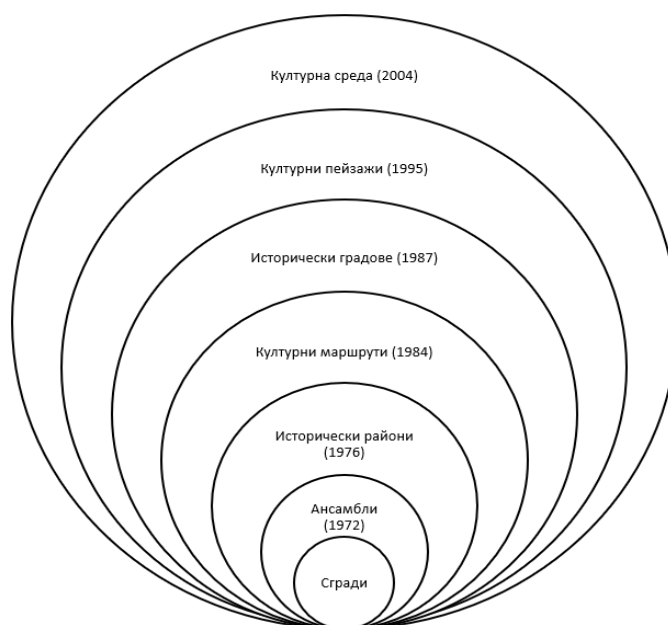 Културна среда (2004)
Културни пейзажи (1995)
Исторически градове (1987)
Културни маршрути (1984)
Исторически райони
(1976)
Ансамбли
(1972)
Сгради